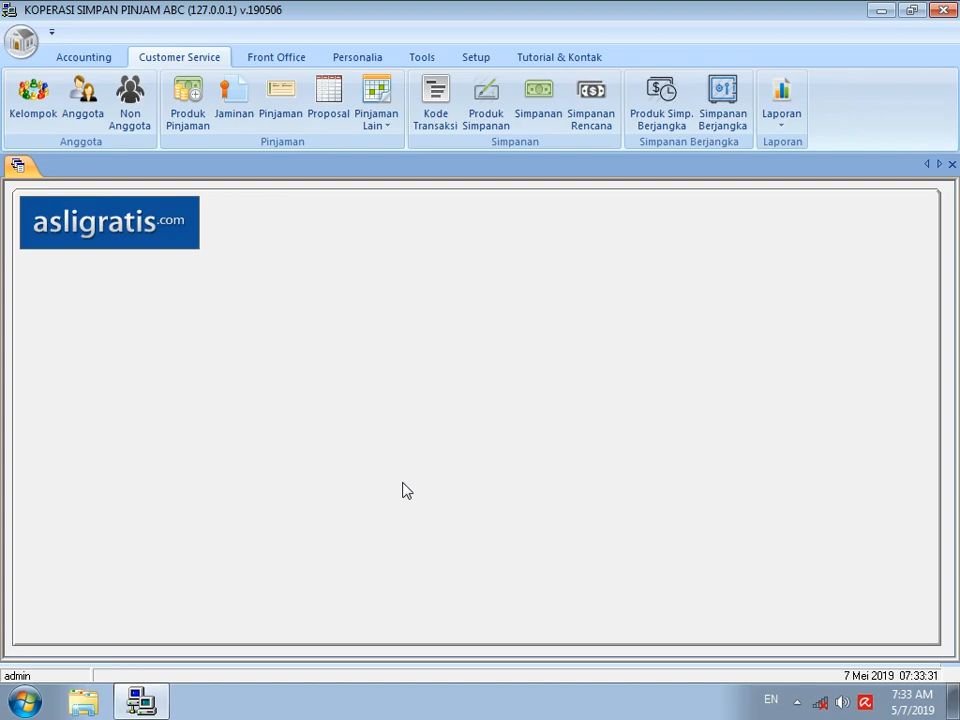 KOPERASI SIMPAN PINJAM ABC (127.0.0.1) v.190506
Accounting Customer Service Front Office Personalia Tools Setup Tutorial & Kontak
Kelompok Anggota Non Anggota Produk Pinjaman Jaminan Pinjaman Proposal Pinjaman Lain Kode Transaksi Produk Simpanan Simpanan Simpanan Rencana Produk Simp. Berjangka Simpanan Berjangka Laporan
Anggota Pinjaman Simpanan Simpanan Berjangka Laporan
asligratis.com
admin 7 Mei 2019 07:33:31
EN 7:33 AM
5/7/2019